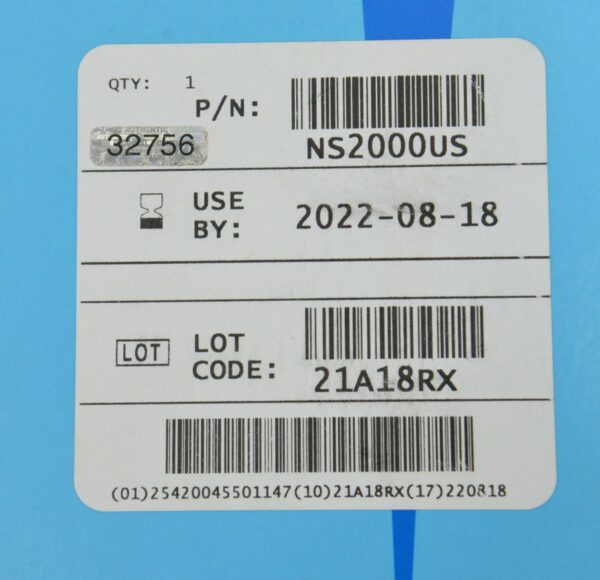 QTY: 1
P/N:
AUTHENTIC
32756
NS2000US
USE
BY:
2022-08-18
LOT
LOT
CODE:
21A18RX
(01)25420045501147(10)21A18RX(17)220818